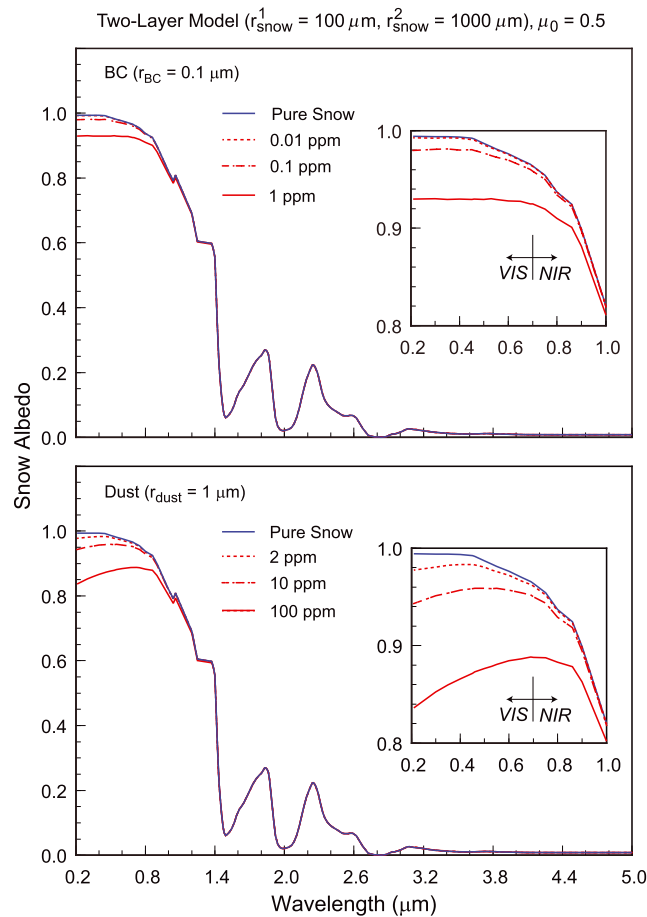 Two-Layer Model (r¹snow = 100 μm, r²snow = 1000 μm), μ0 = 0.5
BC (rBC = 0.1 μm)
Pure Snow
0.01 ppm
0.1 ppm
1 ppm
1.0
0.8
0.6
0.4
0.2
0.0
1.0
0.9
0.8
0.2 0.4 0.6 0.8 1.0
VIS NIR
Snow Albedo
Dust (rdust = 1 μm)
Pure Snow
2 ppm
10 ppm
100 ppm
1.0
0.8
0.6
0.4
0.2
0.0
1.0
0.9
0.8
0.2 0.4 0.6 0.8 1.0
VIS NIR
0.2 0.8 1.4 2.0 2.6 3.2 3.8 4.4 5.0
Wavelength (μm)